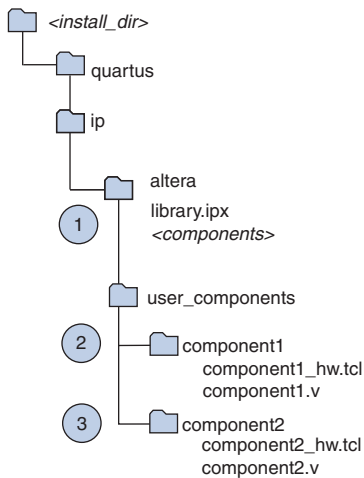 <install_dir>
quartus
ip
altera
1
library.ipx
<components>
user_components
2
component1
component1_hw.tcl
component1.v
3
component2
component2_hw.tcl
component2.v